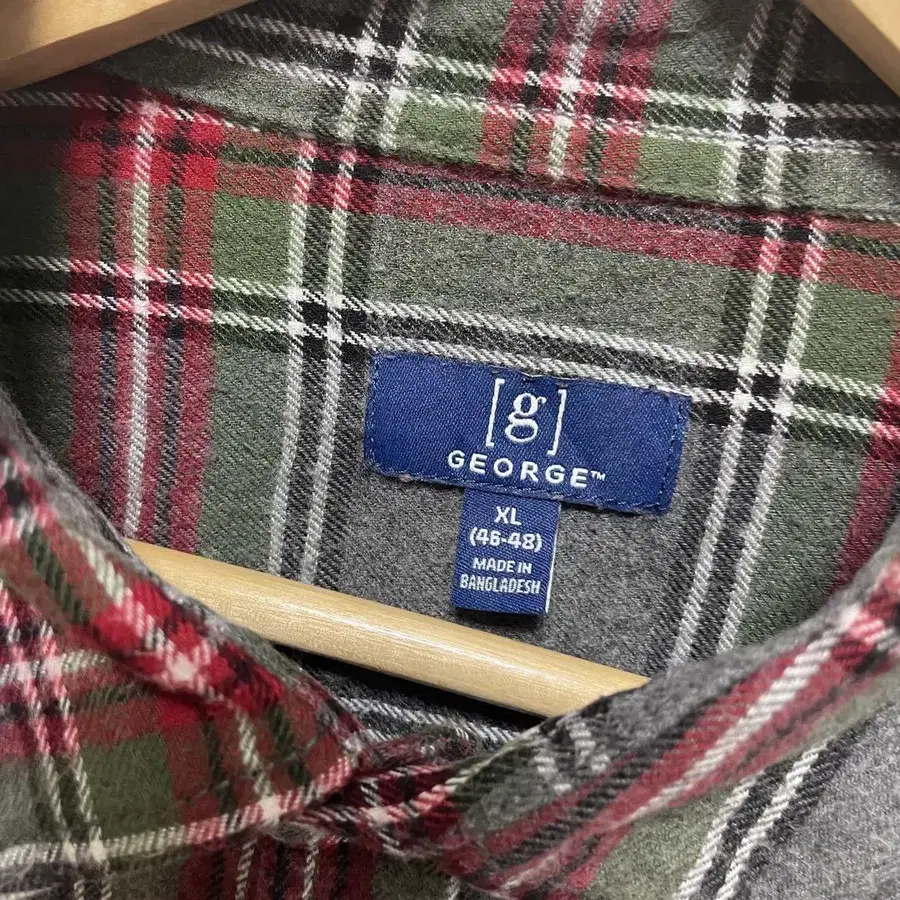 [g]
GEORGE™
XL
(46-48)
MADE IN
BANGLADESH